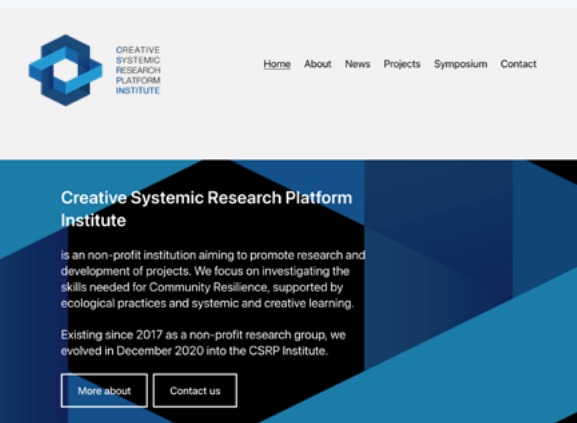 CREATIVE
SYSTEMIC
RESEARCH
PLATFORM
INSTITUTE
Home About News Projects Symposium Contact
Creative Systemic Research Platform
Institute
is an non-profit institution aiming to promote research and
development of projects. We focus on investigating the
skills needed for Community Resilience, supported by
ecological practices and systemic and creative learning.
Existing since 2017 as a non-profit research group, we
evolved in December 2020 into the CSRP Institute.
More about Contact us